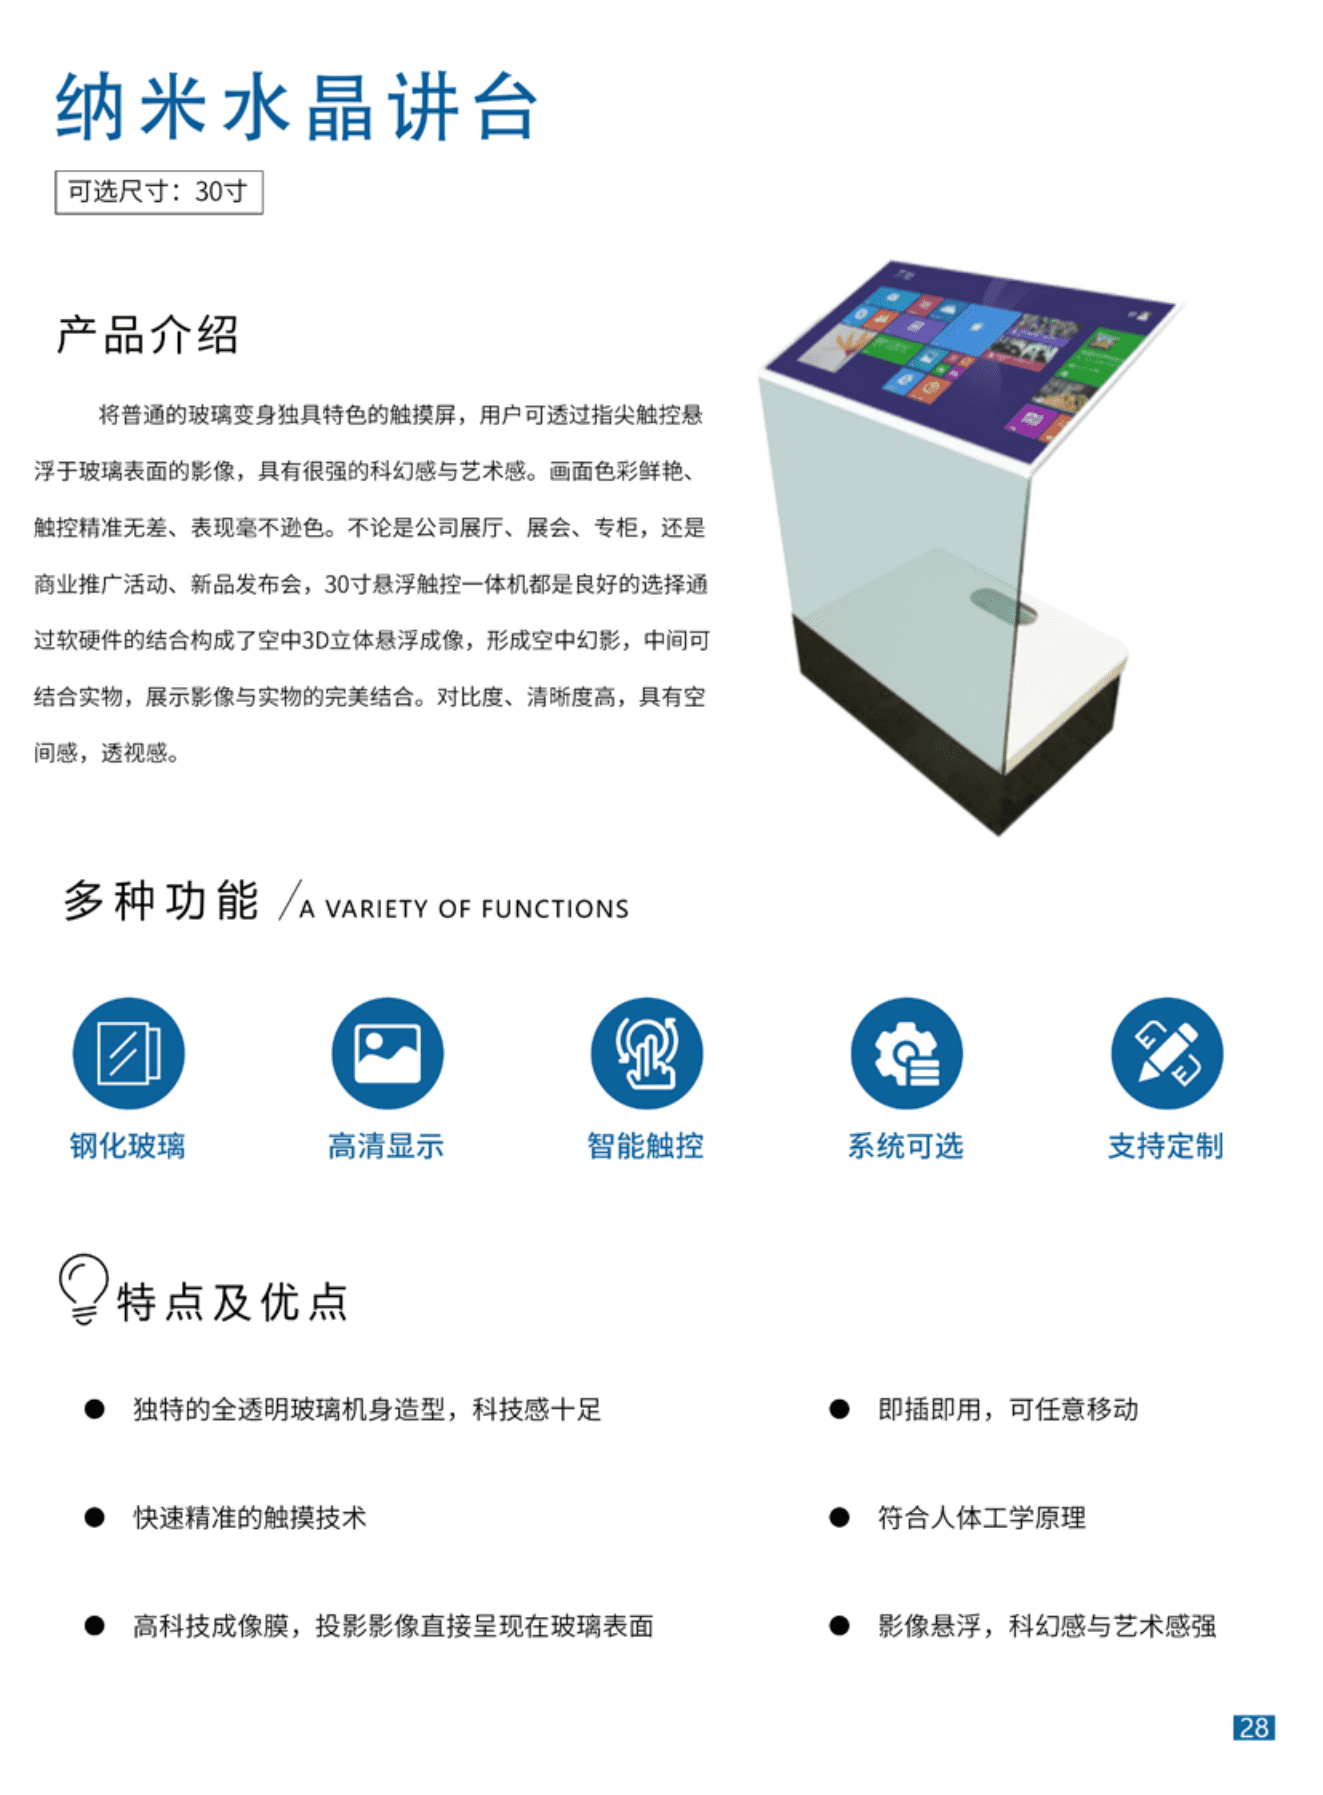 纳米水晶讲台
可选尺寸：30寸
产品介绍
将普通的玻璃变身独具特色的触摸屏，用户可透过指尖触控悬
浮于玻璃表面的影像，具有很强的科幻感与艺术感。画面色彩鲜艳、
触控精准无差、表现毫不逊色。不论是公司展厅、展会、专柜，还是
商业推广活动、新品发布会，30寸悬浮触控一体机都是良好的选择通
过软硬件的结合构成了空中3D立体悬浮成像，形成空中幻影，中间可
结合实物，展示影像与实物的完美结合。对比度、清晰度高，具有空
间感，透视感。
多种功能 / A VARIETY OF FUNCTIONS
钢化玻璃
高清显示
智能触控
系统可选
支持定制
特点及优点
● 独特的全透明玻璃机身造型，科技感十足
● 即插即用，可任意移动
● 快速精准的触摸技术
● 符合人体工学原理
● 高科技成像膜，投影影像直接呈现在玻璃表面
● 影像悬浮，科幻感与艺术感强
28